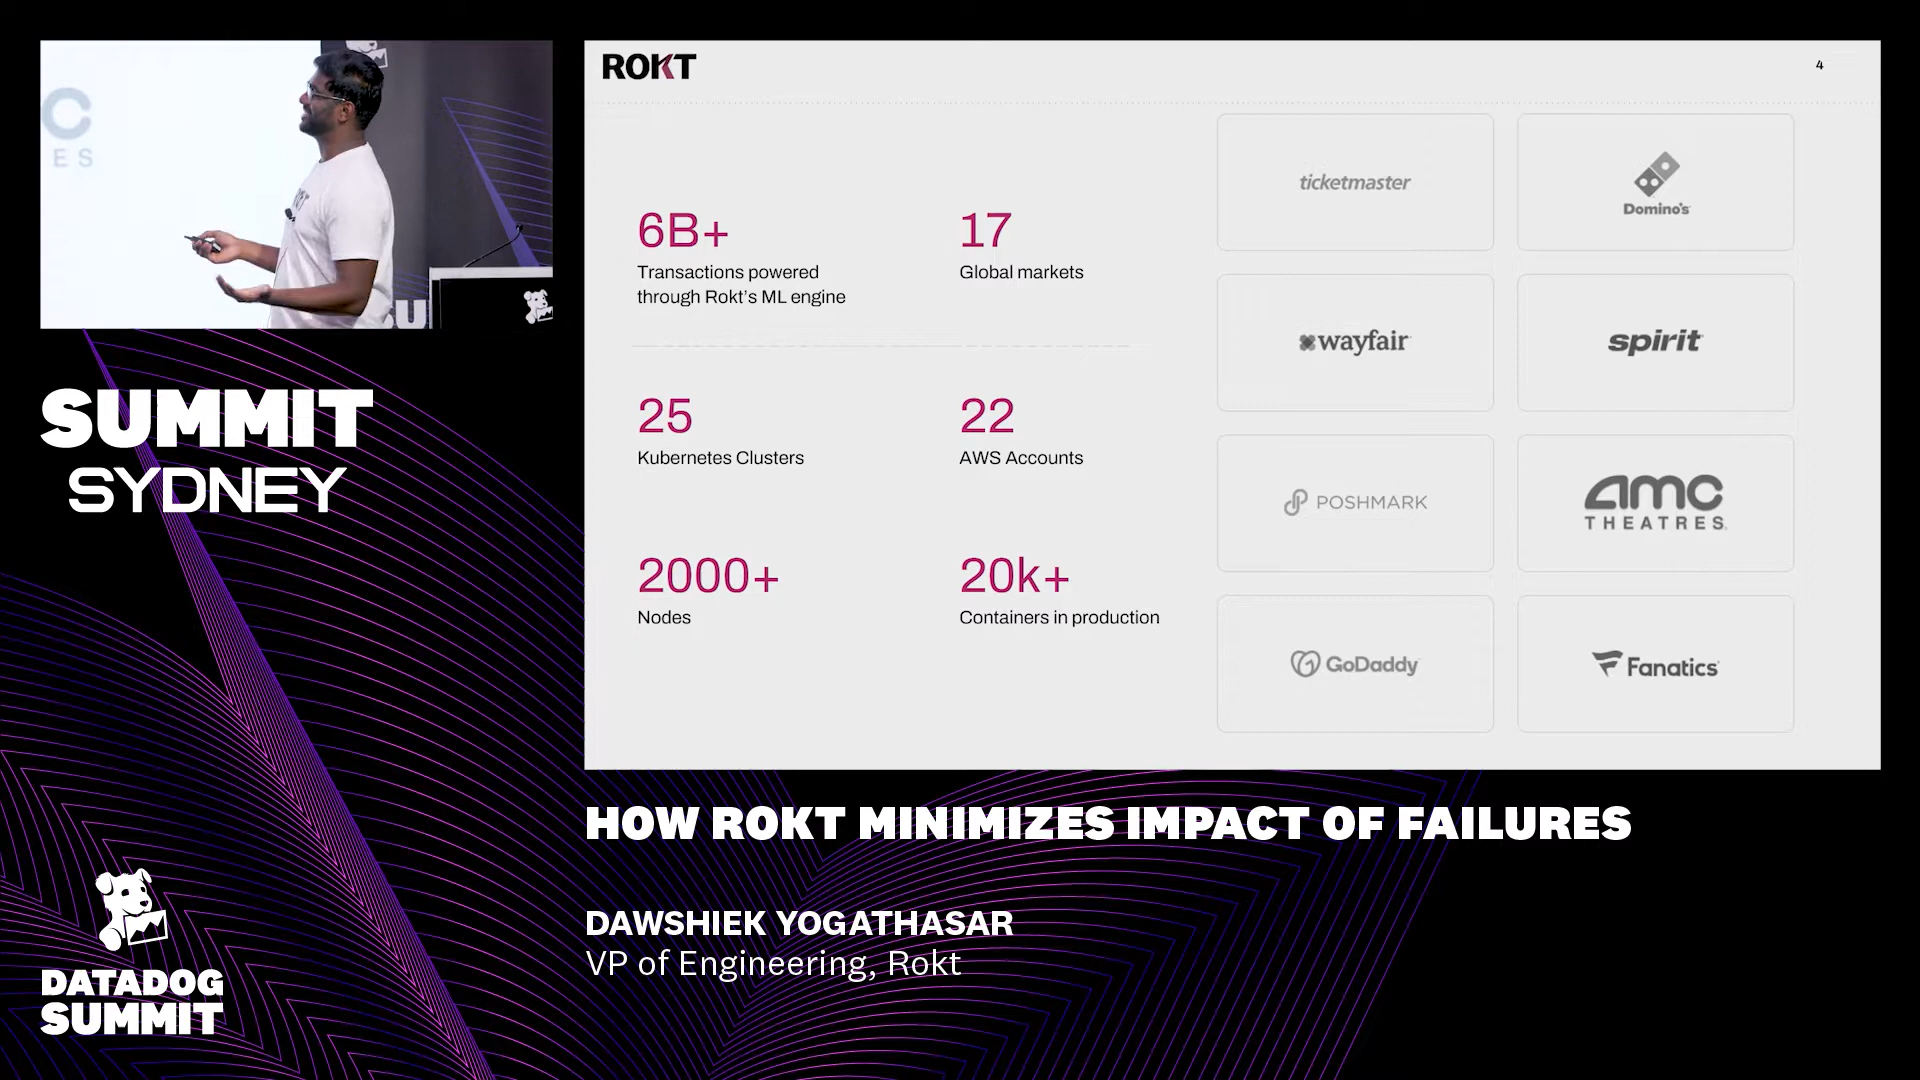 C
ES
SU
SUMMIT
SYDNEY
DATADOG
SUMMIT
ROKT
4
6B+
Transactions powered
through Rokt's ML engine
17
Global markets
25
Kubernetes Clusters
22
AWS Accounts
2000+
Nodes
20k+
Containers in production
ticketmaster
Domino's
wayfair
spirit
POSHMARK
amc
THEATRES
GoDaddy
Fanatics
HOW ROKT MINIMIZES IMPACT OF FAILURES
DAWSHIEK YOGATHASAR
VP of Engineering, Rokt